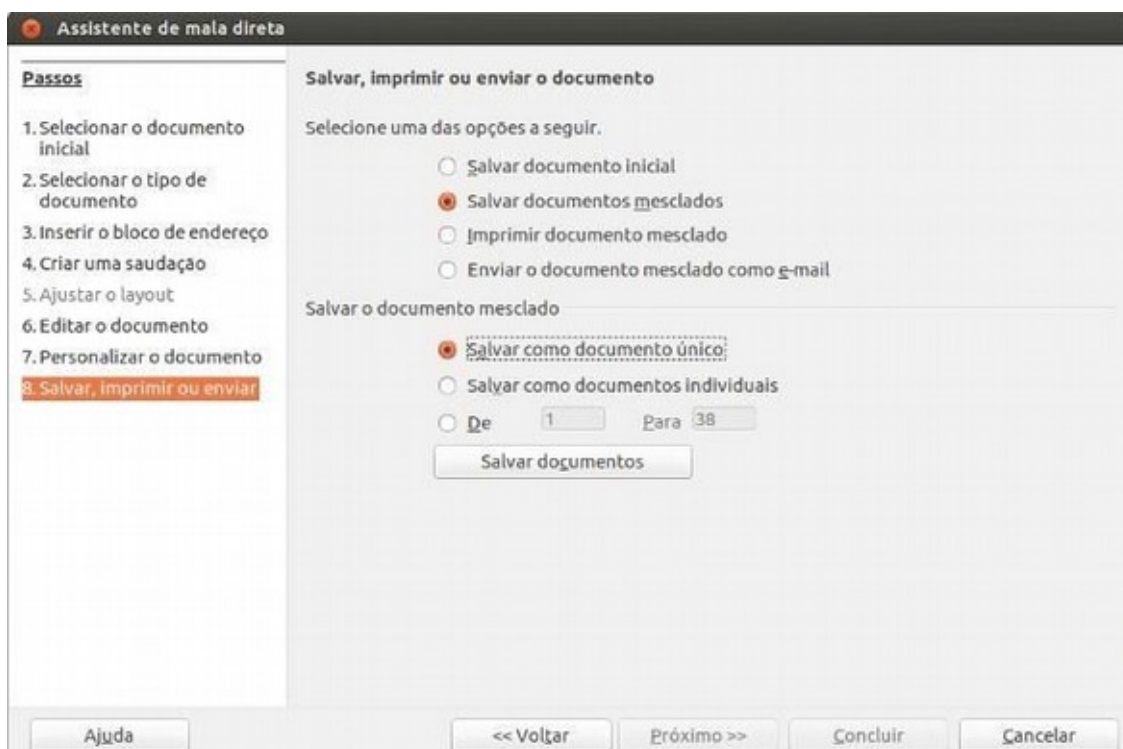 Assistente de mala direta
Passos
1. Selecionar o documento
inicial
2. Selecionar o tipo de
documento
3. Inserir o bloco de endereço
4. Criar uma saudação
5. Ajustar o layout
6. Editar o documento
7. Personalizar o documento
8. Salvar, imprimir ou enviar
Salvar, imprimir ou enviar o documento
Selecione uma das opções a seguir.
Salvar documento inicial
Salvar documentos mesclados
Imprimir documento mesclado
Enviar o documento mesclado como e-mail
Salvar o documento mesclado
Salvar como documento único
Salvar como documentos individuais
De 1 Para 38
Salvar documentos
Ajuda << Voltar Próximo >> Concluir Cancelar